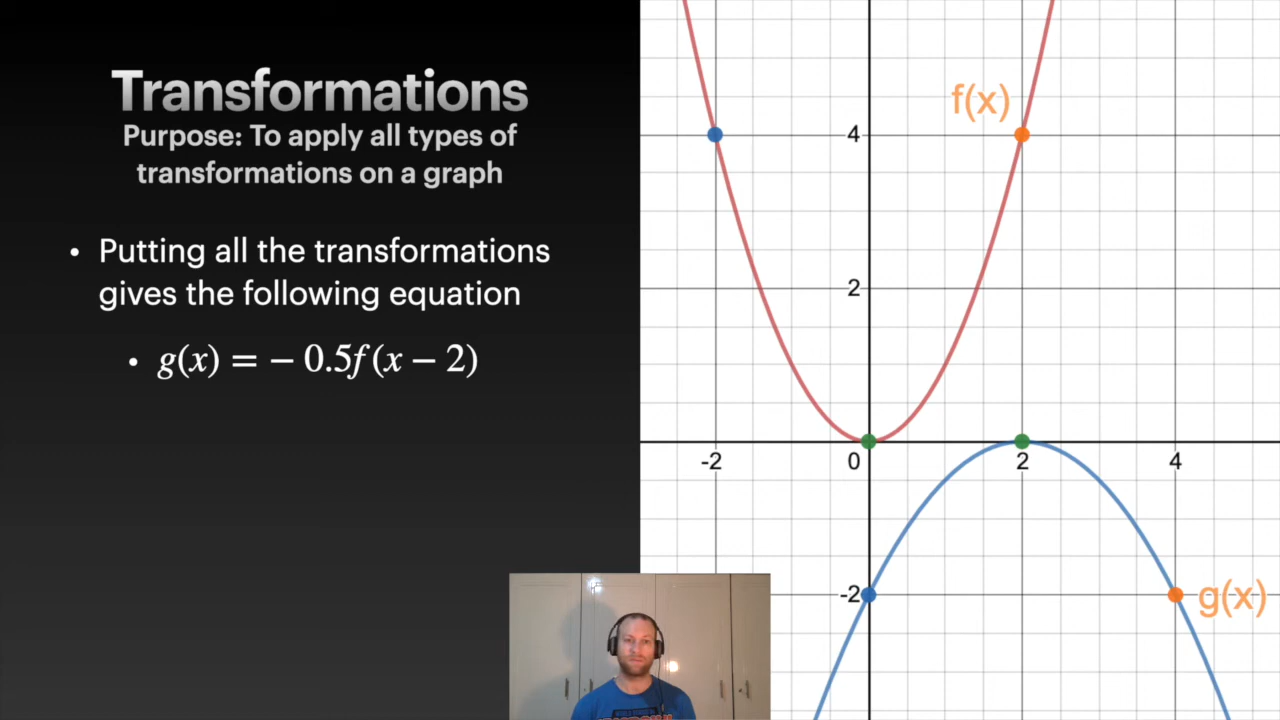 Transformations
Purpose: To apply all types of
transformations on a graph
• Putting all the transformations
gives the following equation
• g(x) = − 0.5f(x − 2)
f(x)
4
2
-2
0
2
4
-2
g(x)